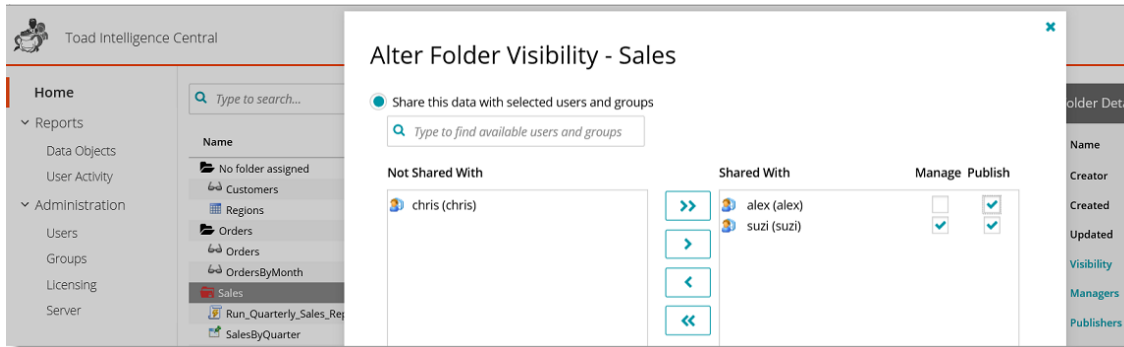 Toad Intelligence Central
Home
Reports
Data Objects
User Activity
Administration
Users
Groups
Licensing
Server
Type to search...
Name
No folder assigned
Customers
Regions
Orders
Orders
OrdersByMonth
Sales
Run_Quarterly_Sales_Rep
SalesByQuarter
Alter Folder Visibility - Sales
Share this data with selected users and groups
Type to find available users and groups
Not Shared With
chris (chris)
Shared With Manage Publish
alex (alex)
suzi (suzi)
older Deta
Name
Creator
Created
Updated
Visibility
Managers
Publishers